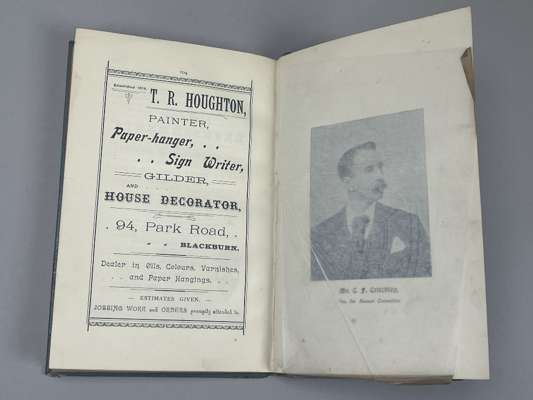 Established
T. R. HOUGHTON,
PAINTER,
Paper-hanger, . .
. . Sign Writer,
GILDER,
AND
HOUSE DECORATOR,
. 94, Park Road, .
. . BLACKBURN.
Dealer in Oils, Colours, Varnishes,
. . and Paper Hangings. . .
— ESTIMATES GIVEN. —
JOBBING WORK and ORDERS promptly attended to.
Mr. C. F.